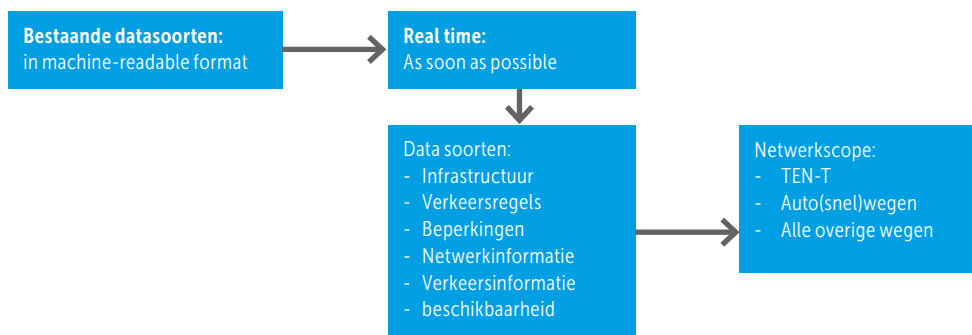 Bestaande datasoorten:
in machine-readable format
Real time:
As soon as possible
Data soorten:
- Infrastructuur
- Verkeersregels
- Beperkingen
- Netwerkinformatie
- Verkeersinformatie
- beschikbaarheid
Netwerkscope:
- TEN-T
- Auto(snel)wegen
- Alle overige wegen